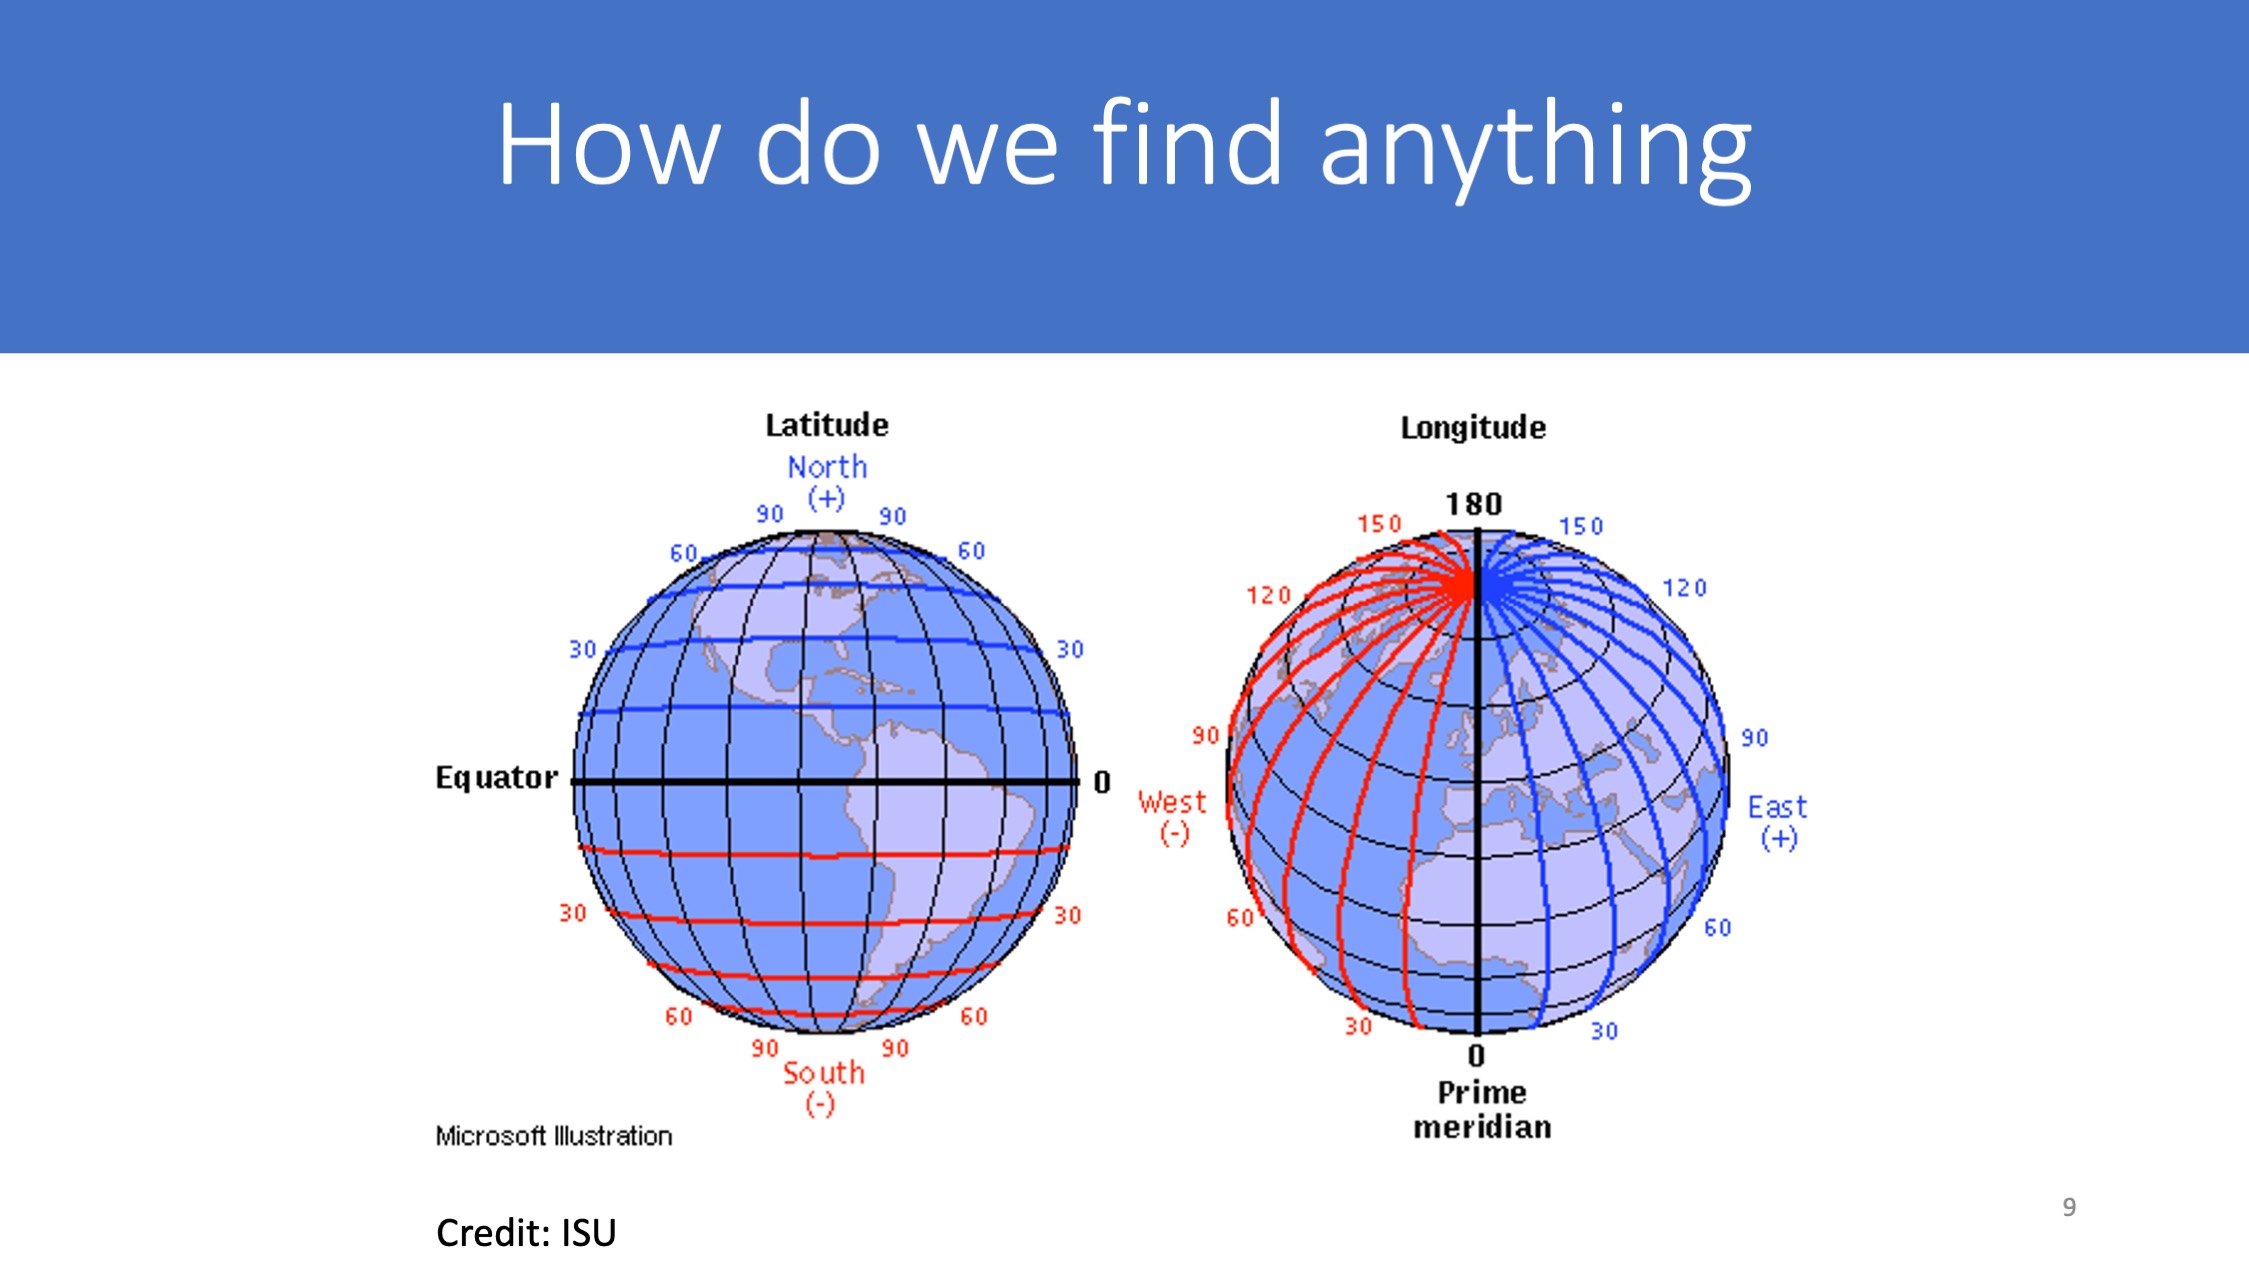 How do we find anything
Latitude
North
(+)
90 90
60 60
30 30
Equator 0
30 30
60 60
90 90
South
(-)
Microsoft Illustration
Longitude
180
150 150
120 120
90 90
West East
(-) (+)
60 60
30 30
0
Prime
meridian
Credit: ISU
9